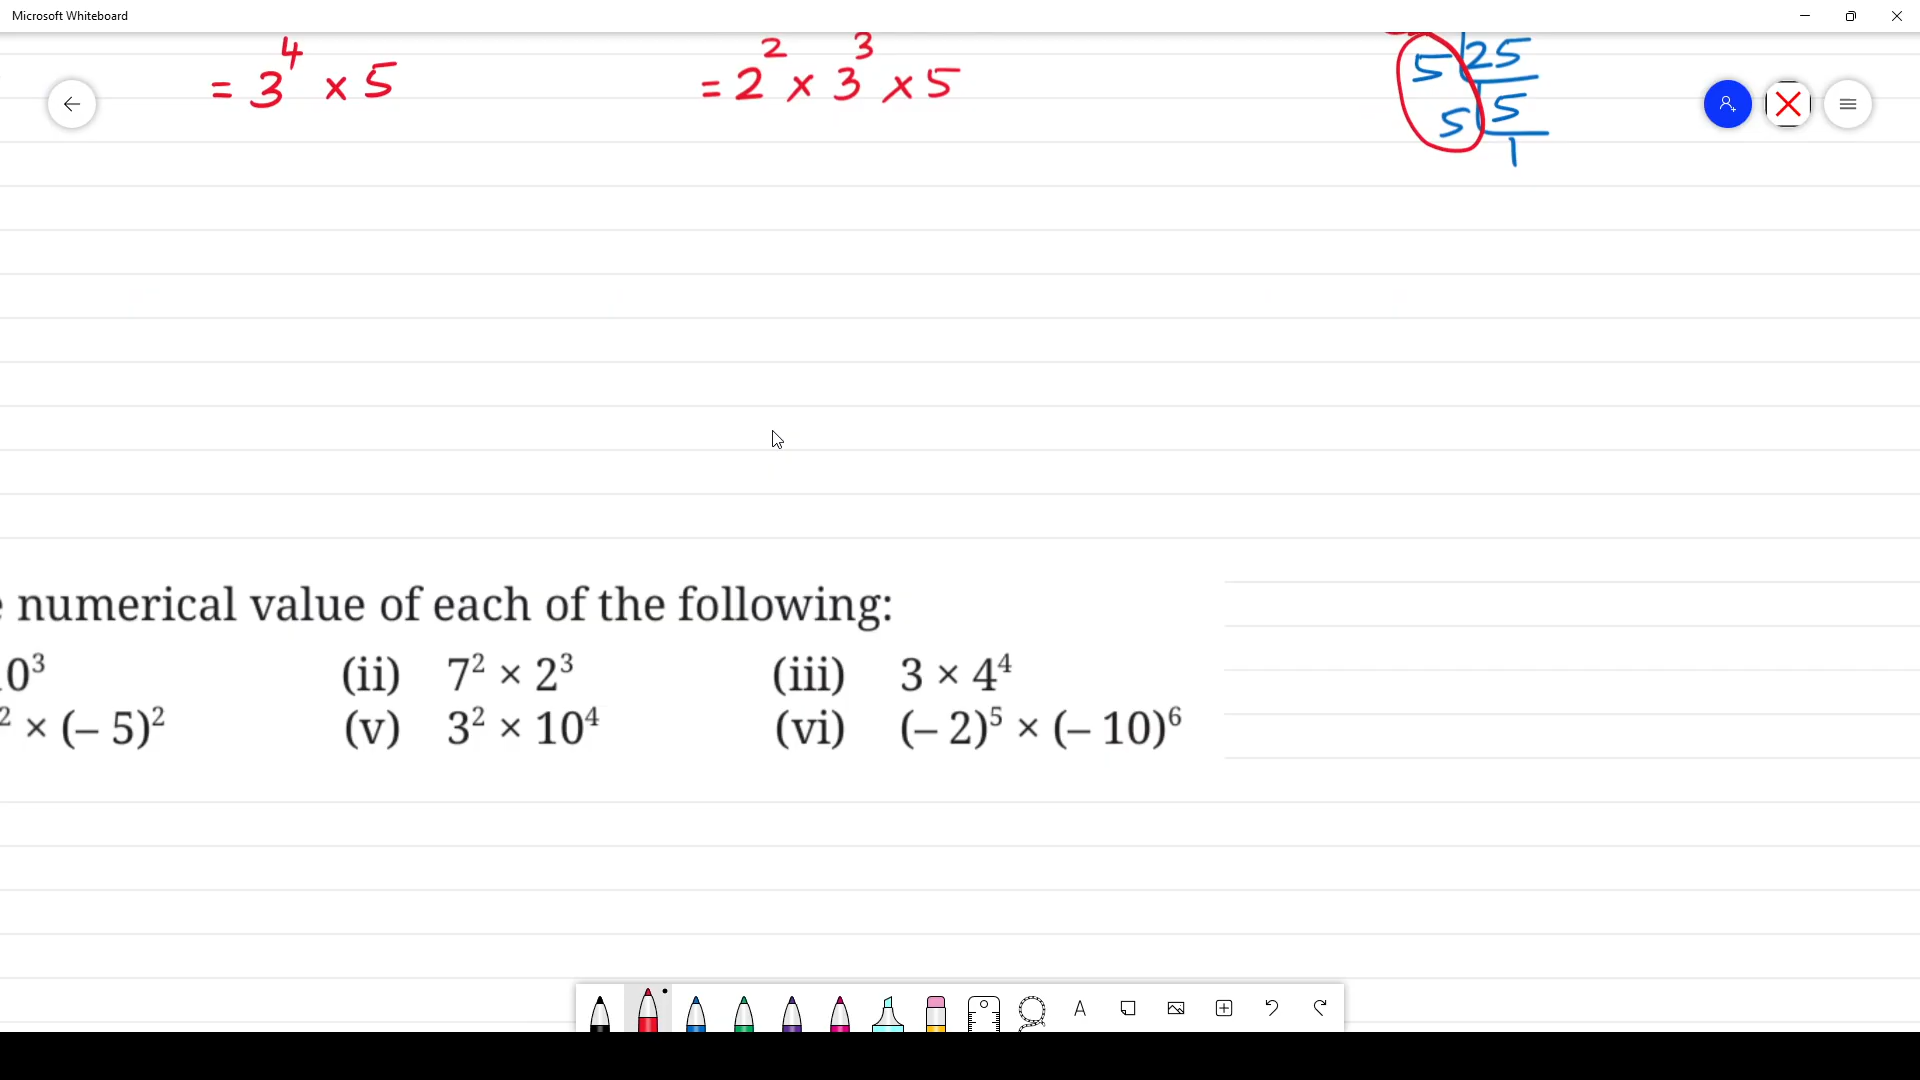 Microsoft Whiteboard
= 3⁴ × 5
= 2² × 3³ × 5
5 25
5 5
1
numerical value of each of the following:
0³ (ii) 7² × 2³ (iii) 3 × 4⁴
² × (– 5)² (v) 3² × 10⁴ (vi) (– 2)⁵ × (– 10)⁶
A